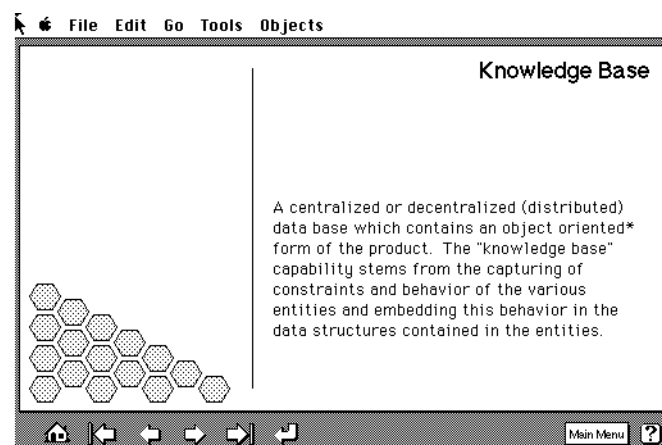 File Edit Go Tools Objects
Knowledge Base
A centralized or decentralized (distributed)
data base which contains an object oriented*
form of the product. The "knowledge base"
capability stems from the capturing of
constraints and behavior of the various
entities and embedding this behavior in the
data structures contained in the entities.
Main Menu ?